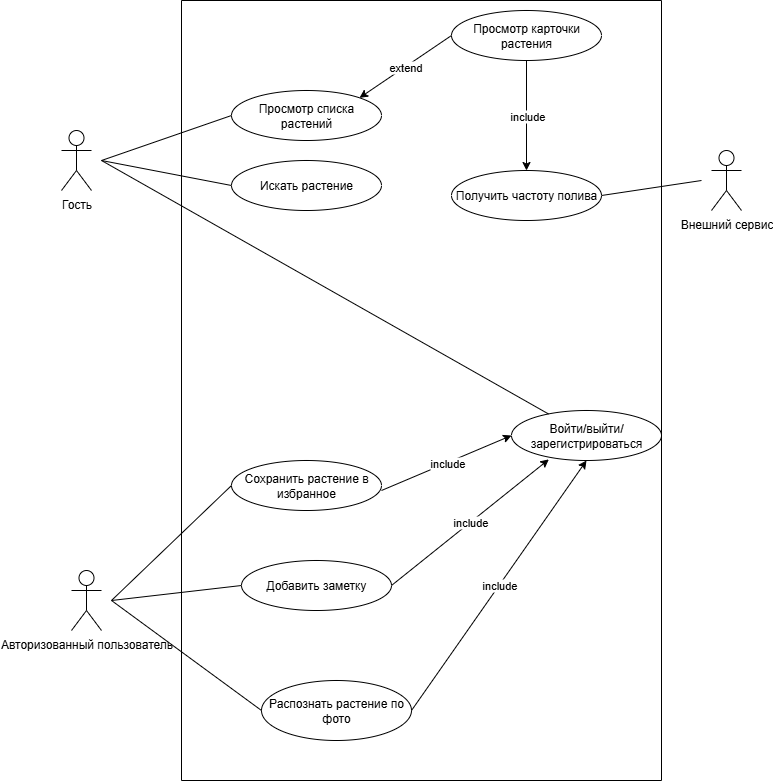 Просмотр карточки
растения
extend
Просмотр списка
растений
include
Искать растение
Получить частоту полива
Гость
Внешний сервис
Войти/выйти/
зарегистрироваться
include
Сохранить растение в
избранное
include
Добавить заметку
include
Авторизованный пользователь
Распознать растение по
фото